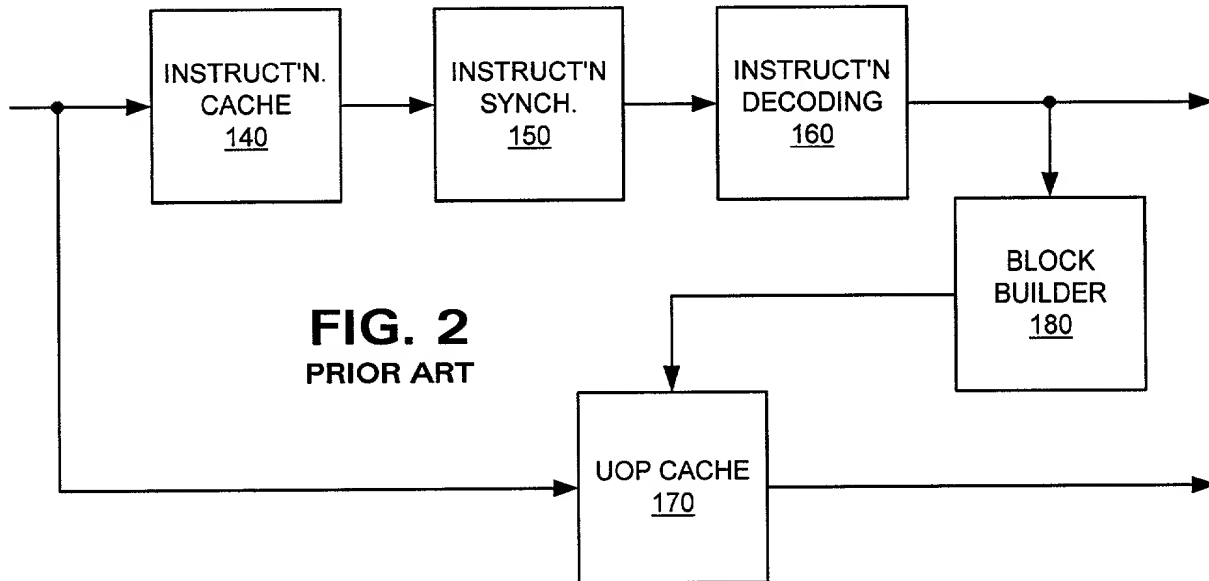 INSTRUCT'N.
CACHE
140
INSTRUCT'N
SYNCH.
150
INSTRUCT'N
DECODING
160
BLOCK
BUILDER
180
FIG. 2
PRIOR ART
UOP CACHE
170